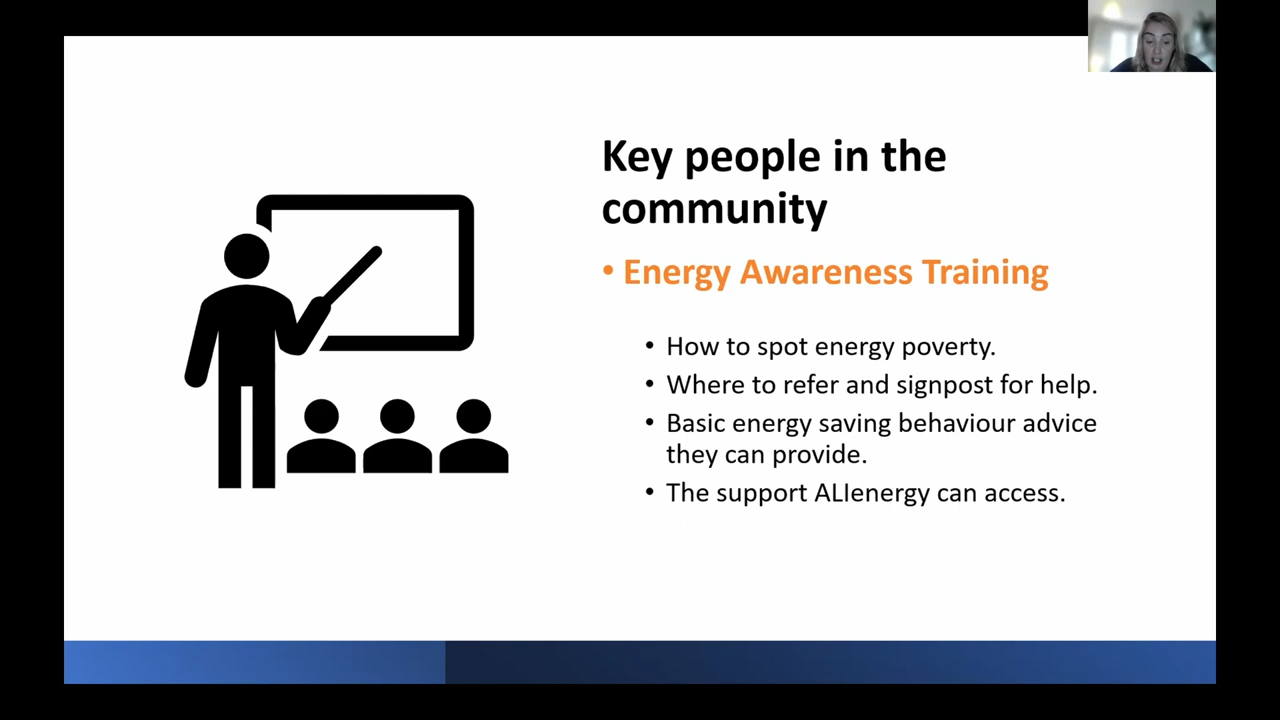 Key people in the
community
• Energy Awareness Training
• How to spot energy poverty.
• Where to refer and signpost for help.
• Basic energy saving behaviour advice
they can provide.
• The support ALIenergy can access.